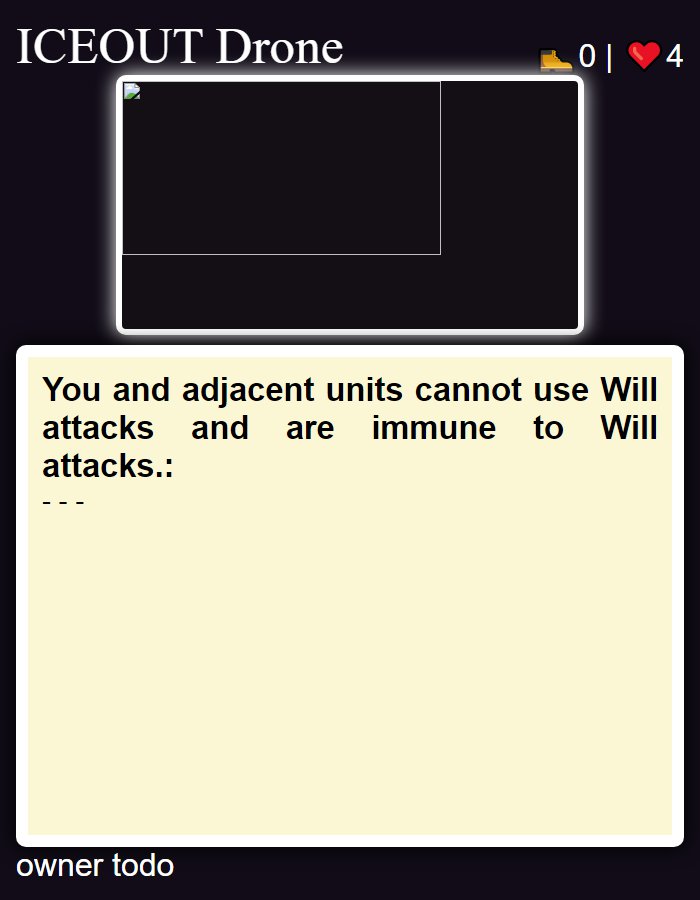 ICEOUT Drone
🥾0 | ❤️4
You and adjacent units cannot use Will
attacks and are immune to Will
attacks.:
- - -
owner todo